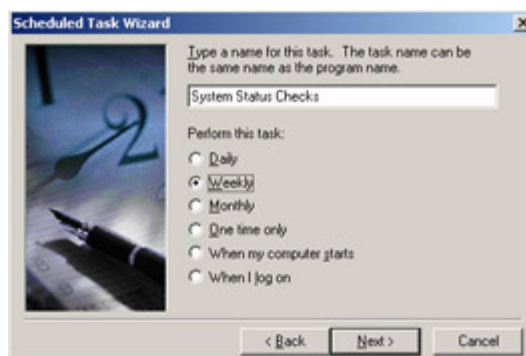 Scheduled Task Wizard
Type a name for this task. The task name can be
the same name as the program name.
System Status Checks
Perform this task:
Daily
Weekly
Monthly
One time only
When my computer starts
When I log on
< Back
Next >
Cancel
2